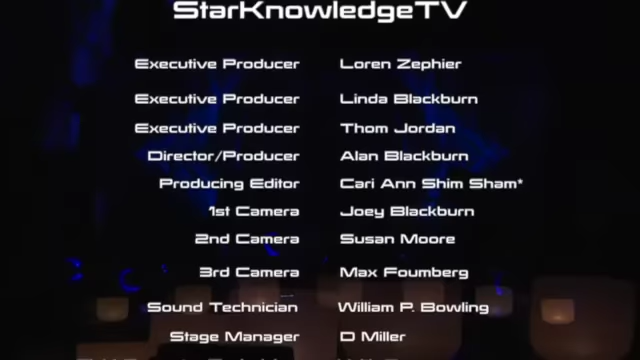 StarKnowledgeTV
Executive Producer Loren Zephier
Executive Producer Linda Blackburn
Executive Producer Thom Jordan
Director/Producer Alan Blackburn
Producing Editor Cari Ann Shim Sham*
1st Camera Joey Blackburn
2nd Camera Susan Moore
3rd Camera Max Foumberg
Sound Technician William P. Bowling
Stage Manager D Miller